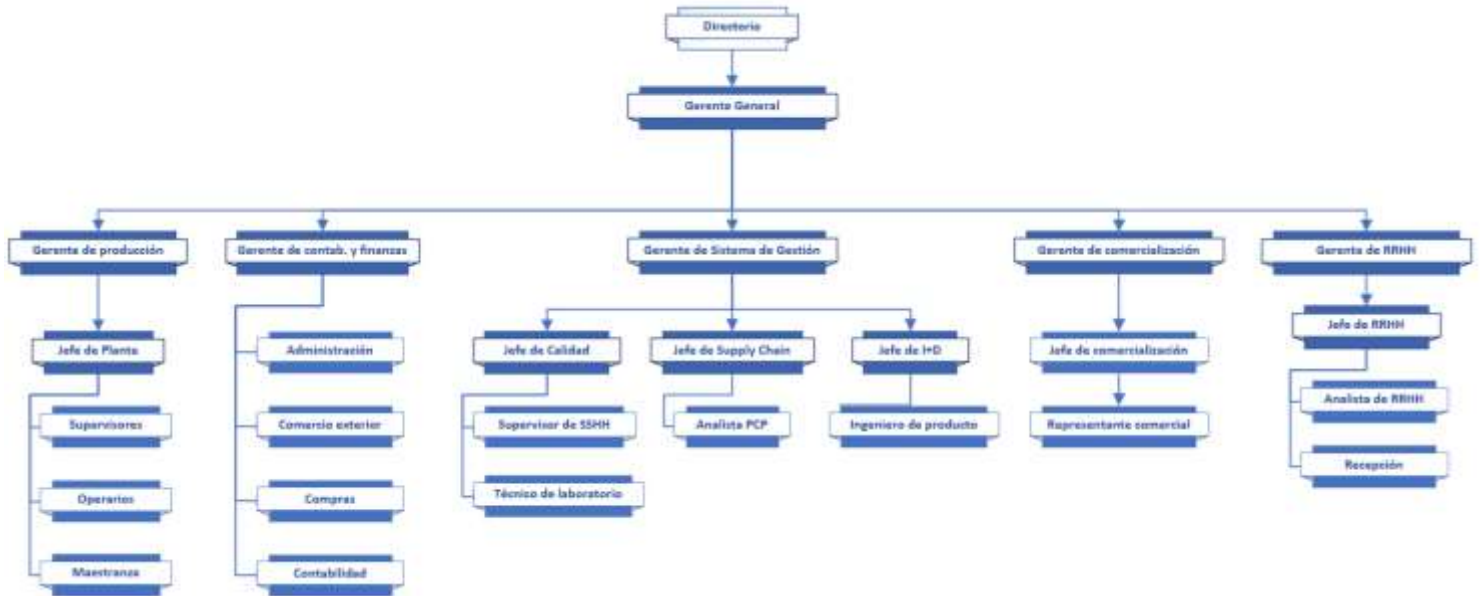 Directorio
Gerente General
Gerente de producción
Gerente de contab. y finanzas
Gerente de Sistema de Gestión
Gerente de comercialización
Gerente de RRHH
Jefe de Planta
Administración
Jefe de Calidad
Jefe de Supply Chain
Jefe de I+D
Jefe de comercialización
Jefe de RRHH
Supervisores
Comercio exterior
Supervisor de SSHH
Analista PCP
Ingeniero de producto
Representante comercial
Analista de RRHH
Operarios
Compras
Técnico de laboratorio
Recepción
Maestranza
Contabilidad